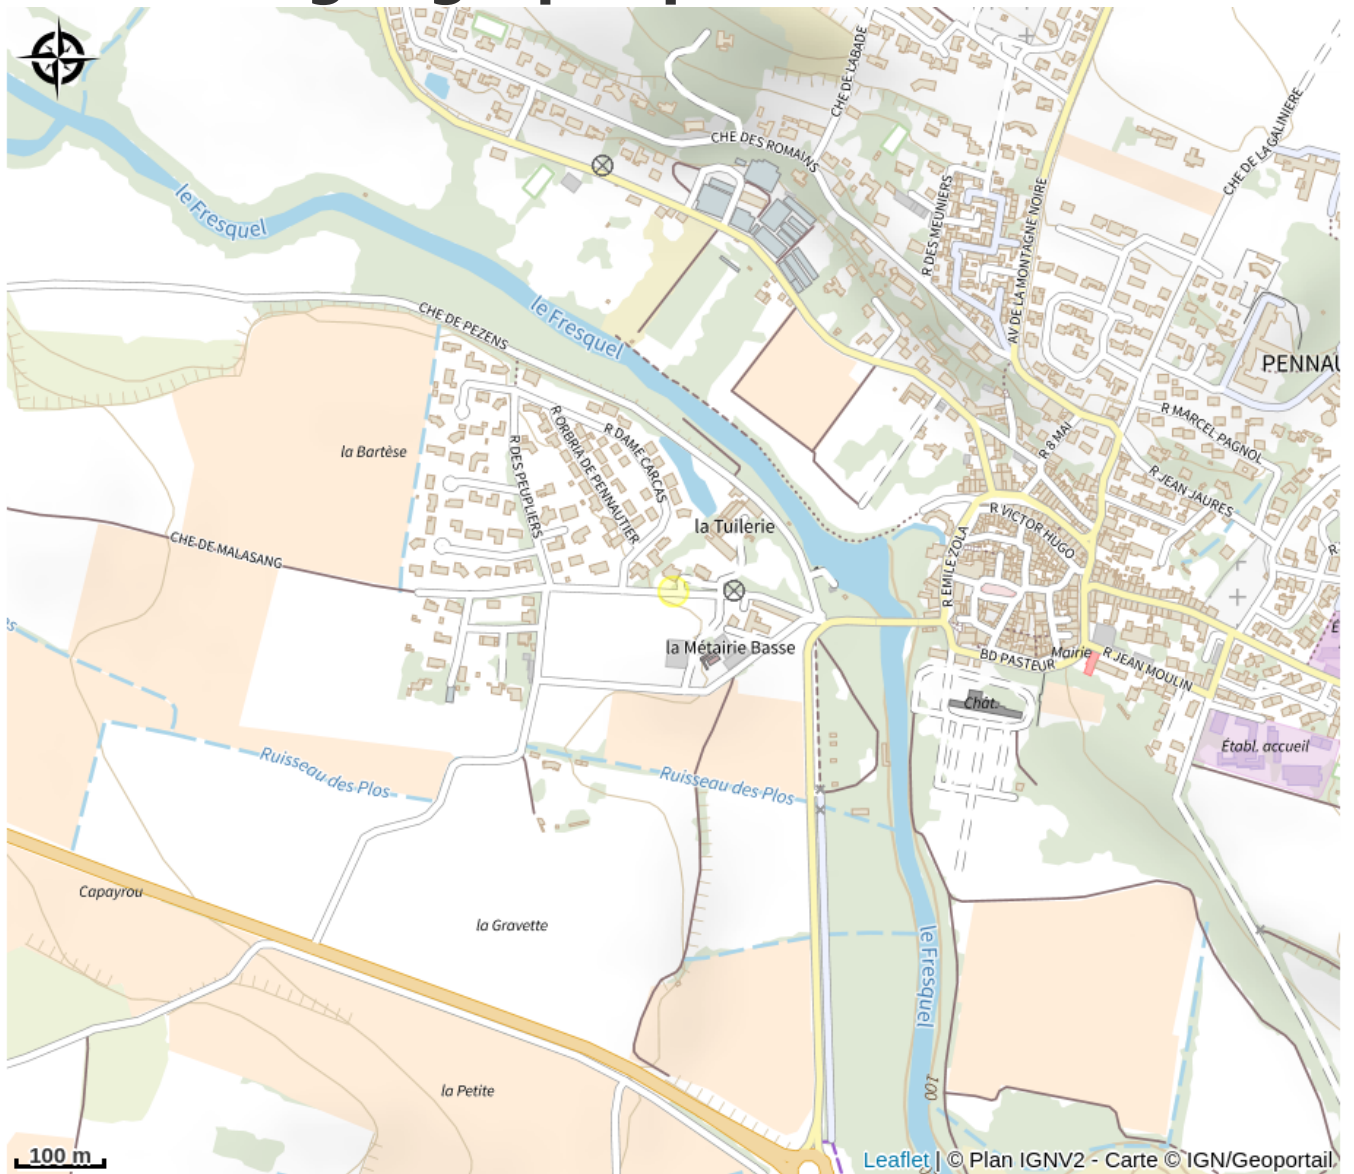 CHE DE LABADE
CHE DES ROMAINS
CHE DE LA GALINIERE
le Fresquel
R DES MEUNIERS
AV DE LA MONTAGNE NOIRE
le Fresquel
CHE DE PEZENS
PENNAU
R MARCEL PAGNOL
R 8 MAI
R ORBRIA DE PENNAUTIER
R DAME CARCAS
la Bartèse
R DES PEUPLIERS
R JEAN JAURES
la Tuilerie
R VICTOR HUGO
CHE DE MALASANG
R EMILE ZOLA
R.
la Métairie Basse
BD PASTEUR
Mairie
R JEAN MOULIN
Chât.
Établ. accueil
Ruisseau des Plos
Ruisseau des Plos
Capayrou
la Gravette
le Fresquel
la Petite
100
100 m
Leaflet | © Plan IGNV2 - Carte © IGN/Geoportail